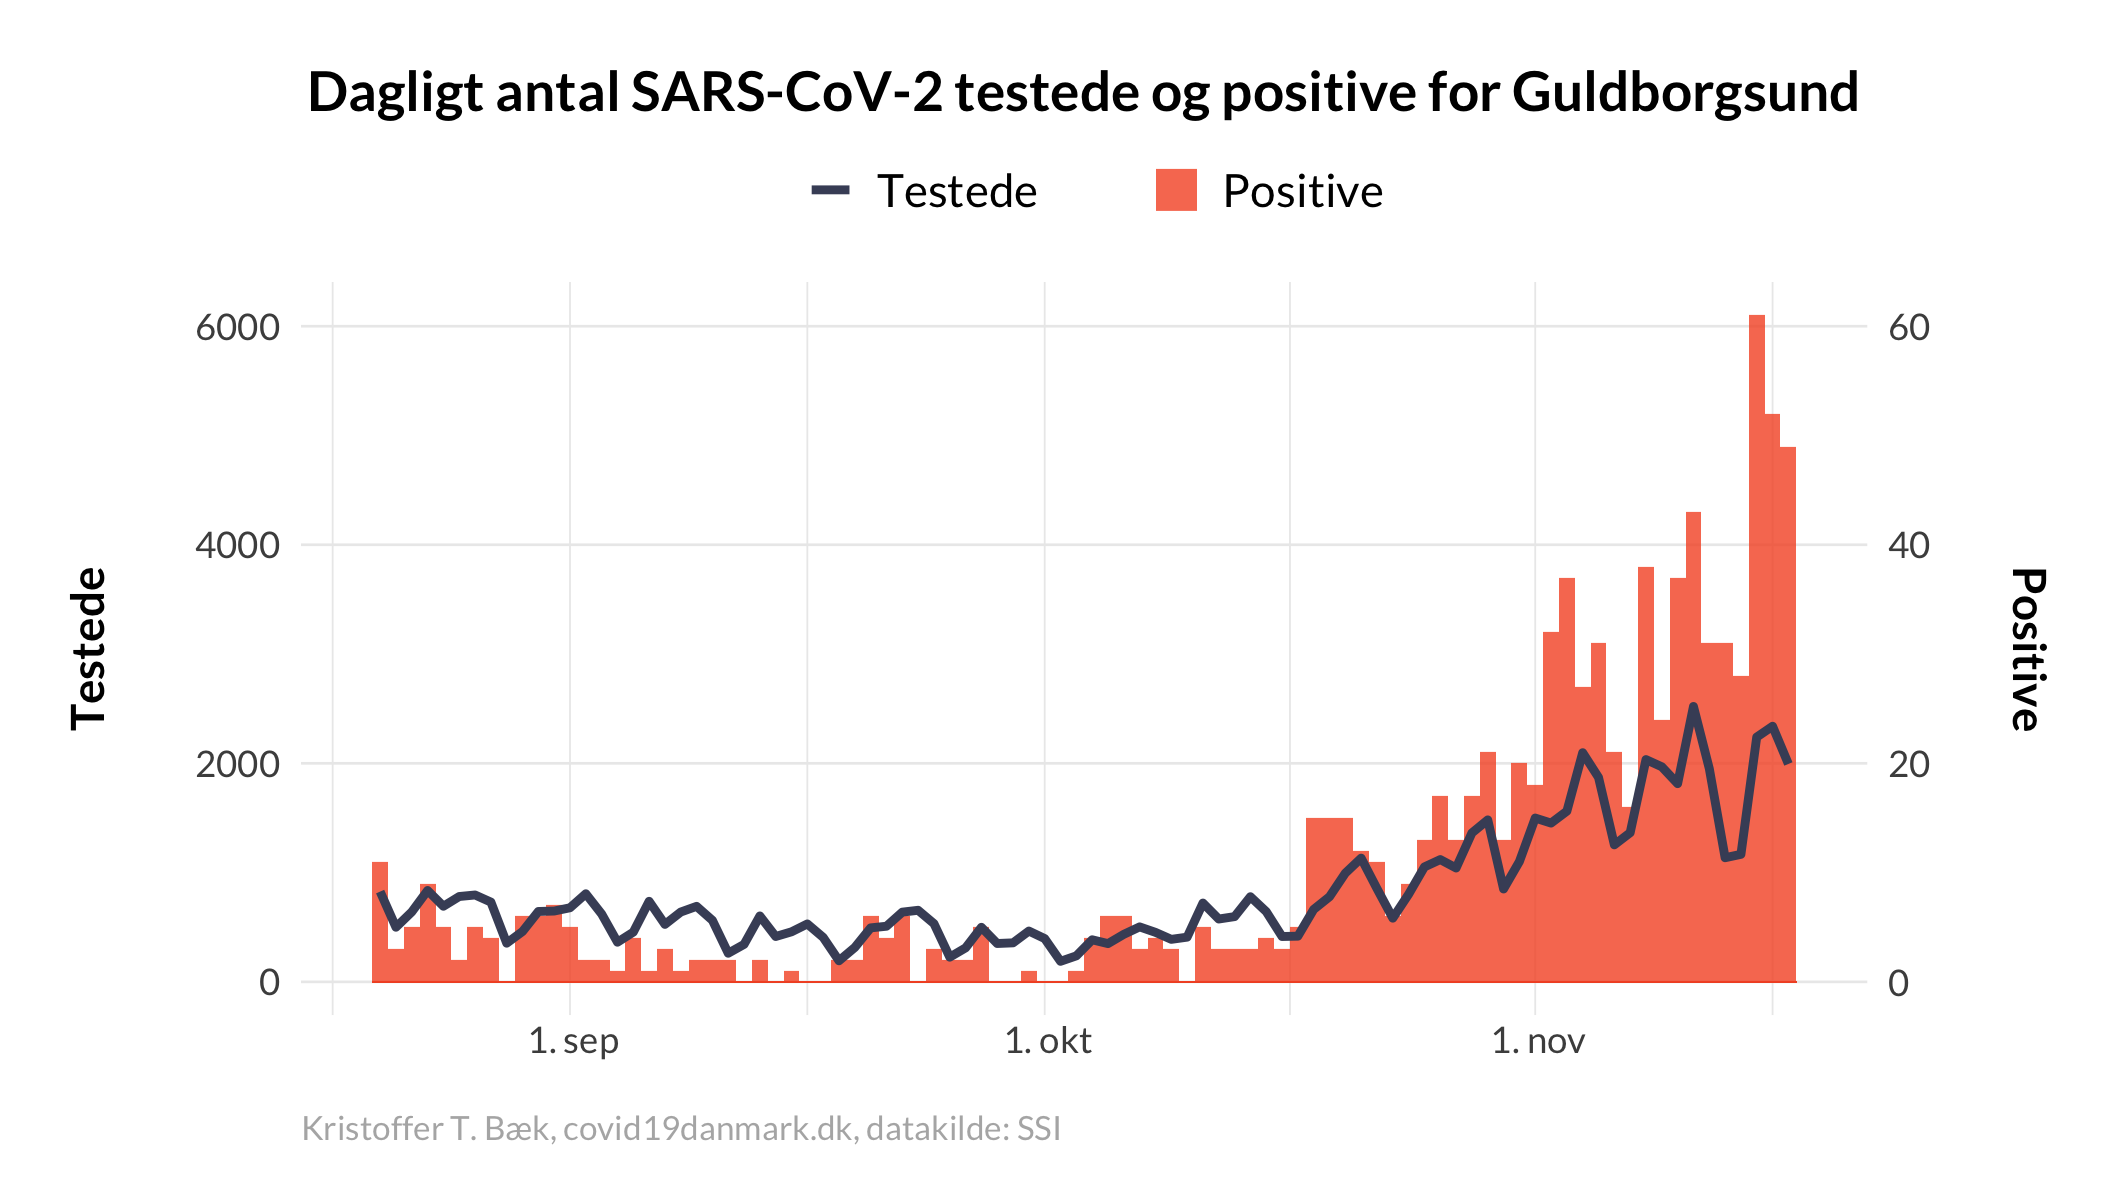 Dagligt antal SARS-CoV-2 testede og positive for Guldborgsund
Testede
Positive
6000
4000
2000
0
60
40
20
0
Testede
Positive
1. sep
1. okt
1. nov
Kristoffer T. Bæk, covid19danmark.dk, datakilde: SSI